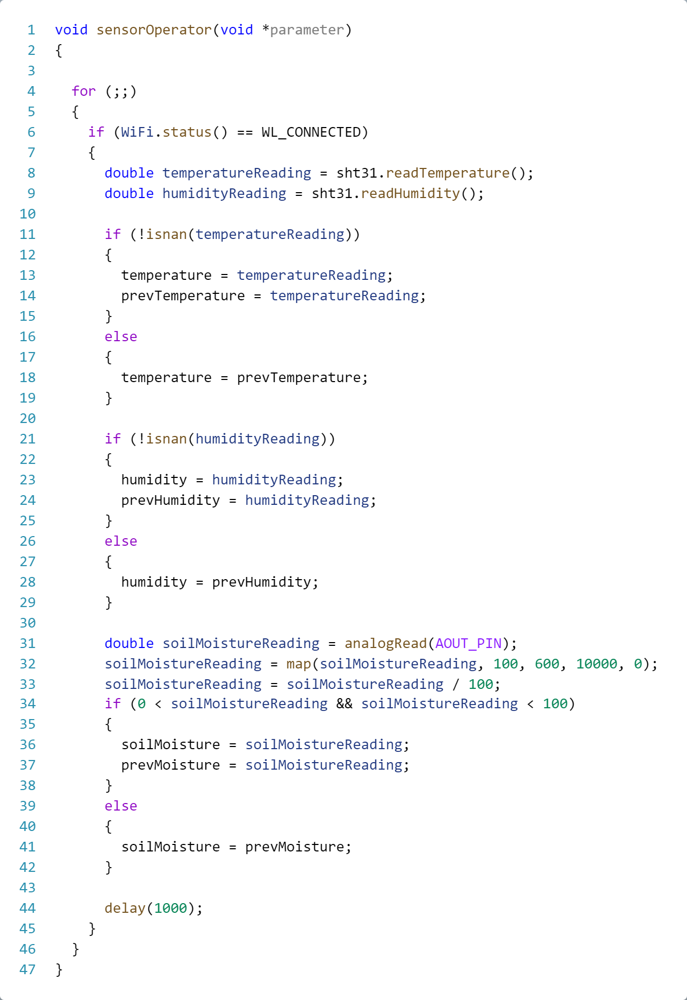 1 void sensorOperator(void *parameter)
2 {
3
4 for (;;)
5 {
6 if (WiFi.status() == WL_CONNECTED)
7 {
8 double temperatureReading = sht31.readTemperature();
9 double humidityReading = sht31.readHumidity();
10
11 if (!isnan(temperatureReading))
12 {
13 temperature = temperatureReading;
14 prevTemperature = temperatureReading;
15 }
16 else
17 {
18 temperature = prevTemperature;
19 }
20
21 if (!isnan(humidityReading))
22 {
23 humidity = humidityReading;
24 prevHumidity = humidityReading;
25 }
26 else
27 {
28 humidity = prevHumidity;
29 }
30
31 double soilMoistureReading = analogRead(AOUT_PIN);
32 soilMoistureReading = map(soilMoistureReading, 100, 600, 10000, 0);
33 soilMoistureReading = soilMoistureReading / 100;
34 if (0 < soilMoistureReading && soilMoistureReading < 100)
35 {
36 soilMoisture = soilMoistureReading;
37 prevMoisture = soilMoistureReading;
38 }
39 else
40 {
41 soilMoisture = prevMoisture;
42 }
43
44 delay(1000);
45 }
46 }
47 }